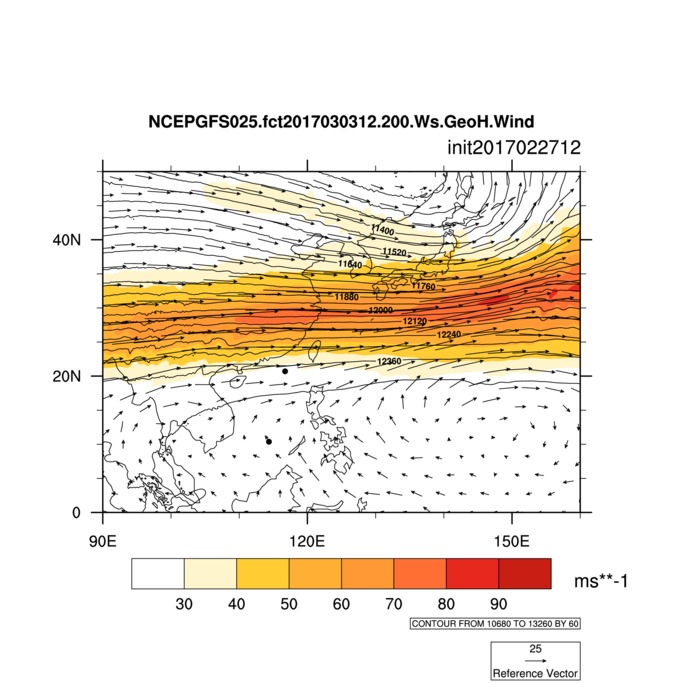 NCEPGFS025.fct2017030312.200.Ws.GeoH.Wind
init2017022712
40N
20N
0
11400
11520
11640
11760
11880
12000
12120
12240
12360
90E 120E 150E
30 40 50 60 70 80 90
ms**-1
CONTOUR FROM 10680 TO 13260 BY 60
25
Reference Vector